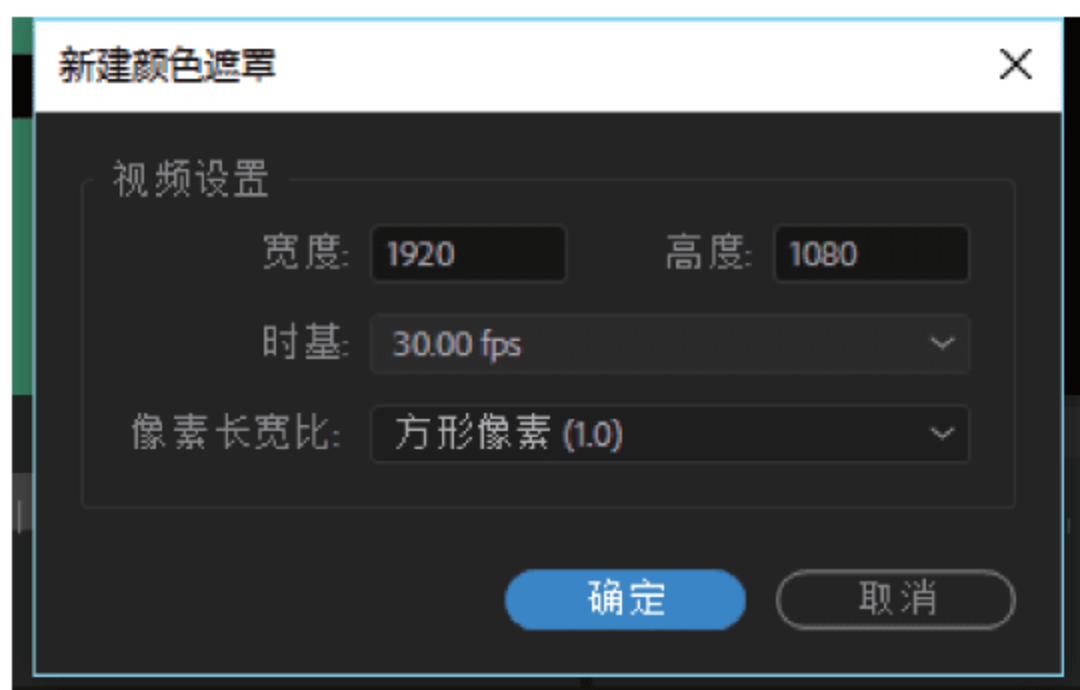 新建颜色遮罩
视频设置
宽度: 1920 高度: 1080
时基: 30.00 fps
像素长宽比: 方形像素 (1.0)
确定 取消